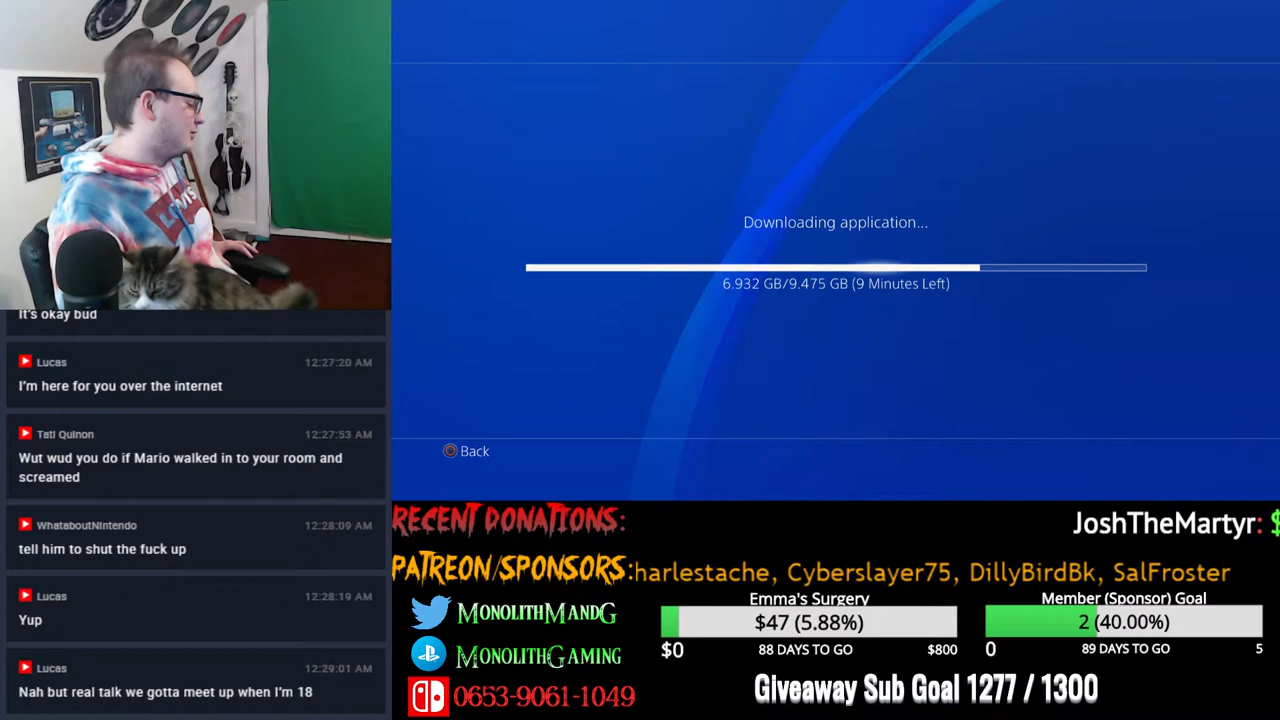 It's okay bud
Lucas 12:27:20 AM
I'm here for you over the internet
Tati Quinon 12:27:53 AM
Wut wud you do if Mario walked in to your room and
screamed
WhataboutNintendo 12:28:09 AM
tell him to shut the fuck up
Lucas 12:28:19 AM
Yup
Lucas 12:29:01 AM
Nah but real talk we gotta meet up when I'm 18
Downloading application...
6.932 GB/9.475 GB (9 Minutes Left)
Back
RECENT DONATIONS: JoshTheMartyr: $
PATREON/SPONSORS: harlestache, Cyberslayer75, DillyBirdBk, SalFroster
MonolithMandG
MonolithGaming
0653-9061-1049
Emma's Surgery
$47 (5.88%)
$0 88 DAYS TO GO $800
Member (Sponsor) Goal
2 (40.00%)
0 89 DAYS TO GO 5
Giveaway Sub Goal 1277 / 1300